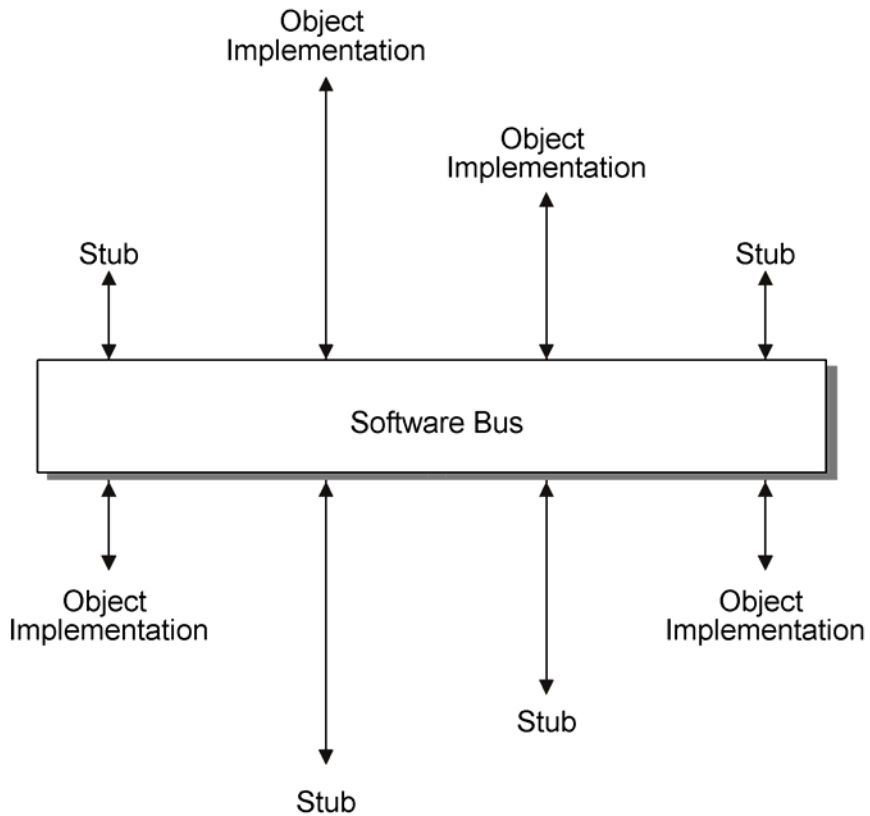 Object
Implementation
Object
Implementation
Stub
Stub
Software Bus
Object
Implementation
Object
Implementation
Stub
Stub